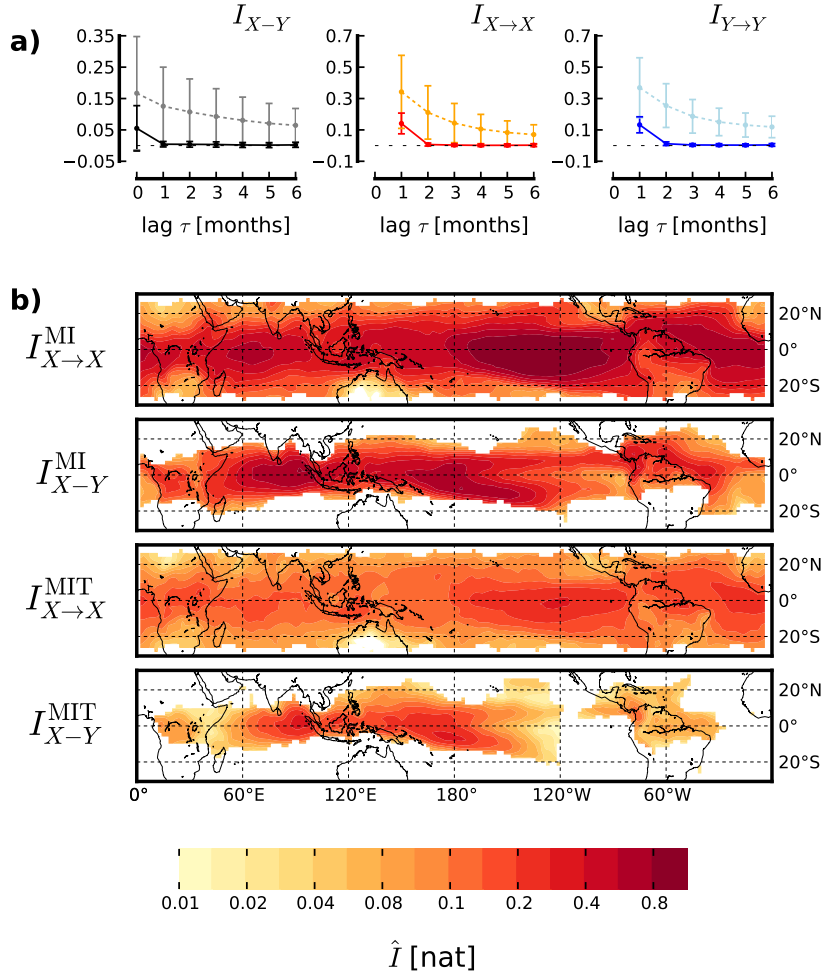 a)
I_{X−Y}
I_{X→X}
I_{Y→Y}
0.35 0.25 0.15 0.05 −0.05
0.7 0.5 0.3 0.1 −0.1
0.7 0.5 0.3 0.1 −0.1
0 1 2 3 4 5 6
0 1 2 3 4 5 6
0 1 2 3 4 5 6
lag τ [months]
lag τ [months]
lag τ [months]
b)
I^{MI}_{X→X}
20°N
0°
20°S
I^{MI}_{X−Y}
20°N
0°
20°S
I^{MIT}_{X→X}
20°N
0°
20°S
I^{MIT}_{X−Y}
20°N
0°
20°S
0° 60°E 120°E 180° 120°W 60°W
0.01 0.02 0.04 0.08 0.1 0.2 0.4 0.8
Î [nat]